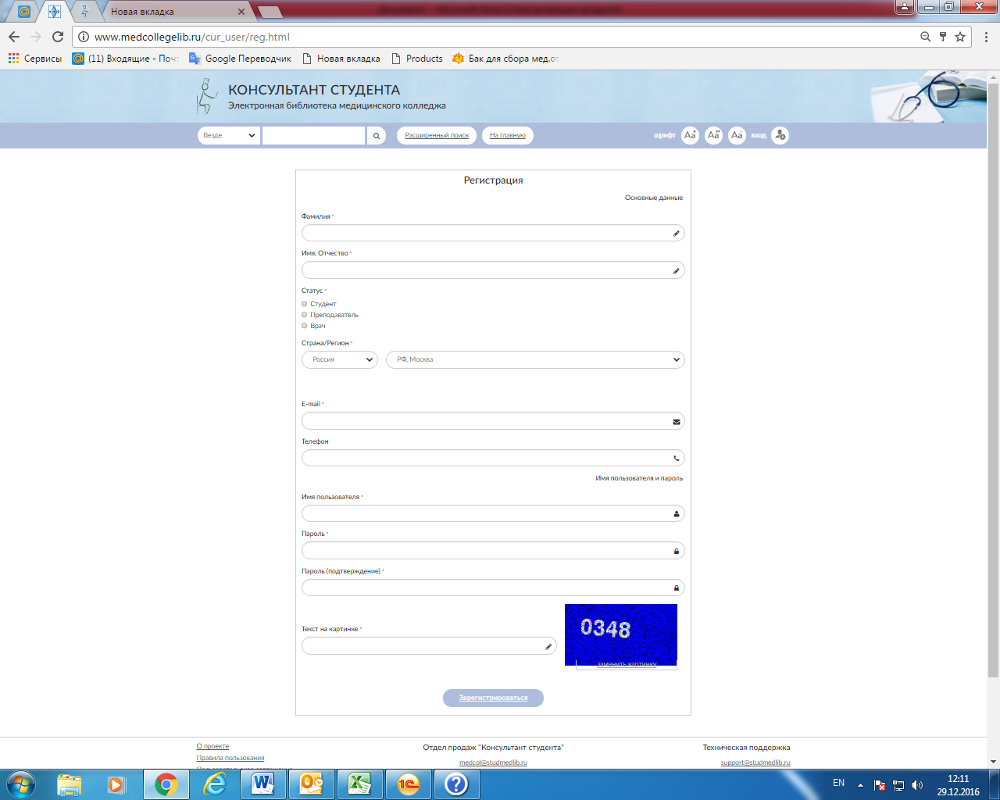 Новая вкладка
www.medcollegelib.ru/cur_user/reg.html
Сервисы (11) Входящие - Почт Google Переводчик Новая вкладка Products Бак для сбора мед.от
КОНСУЛЬТАНТ СТУДЕНТА
Электронная библиотека медицинского колледжа
Везде Расширенный поиск На главную шрифт Aa Aa Aa вход
Регистрация
Основные данные
Фамилия *
Имя, Отчество *
Статус *
Студент
Преподаватель
Врач
Страна/Регион *
Россия РФ, Москва
E-mail *
Телефон
Имя пользователя и пароль
Имя пользователя *
Пароль *
Пароль (подтверждение) *
0348
Текст на картинке *
заменить картинку
Зарегистрироваться
О проекте Отдел продаж "Консультант студента" Техническая поддержка
Правила пользования medcol@studmedlib.ru support@studmedlib.ru
EN 12:11
29.12.2016